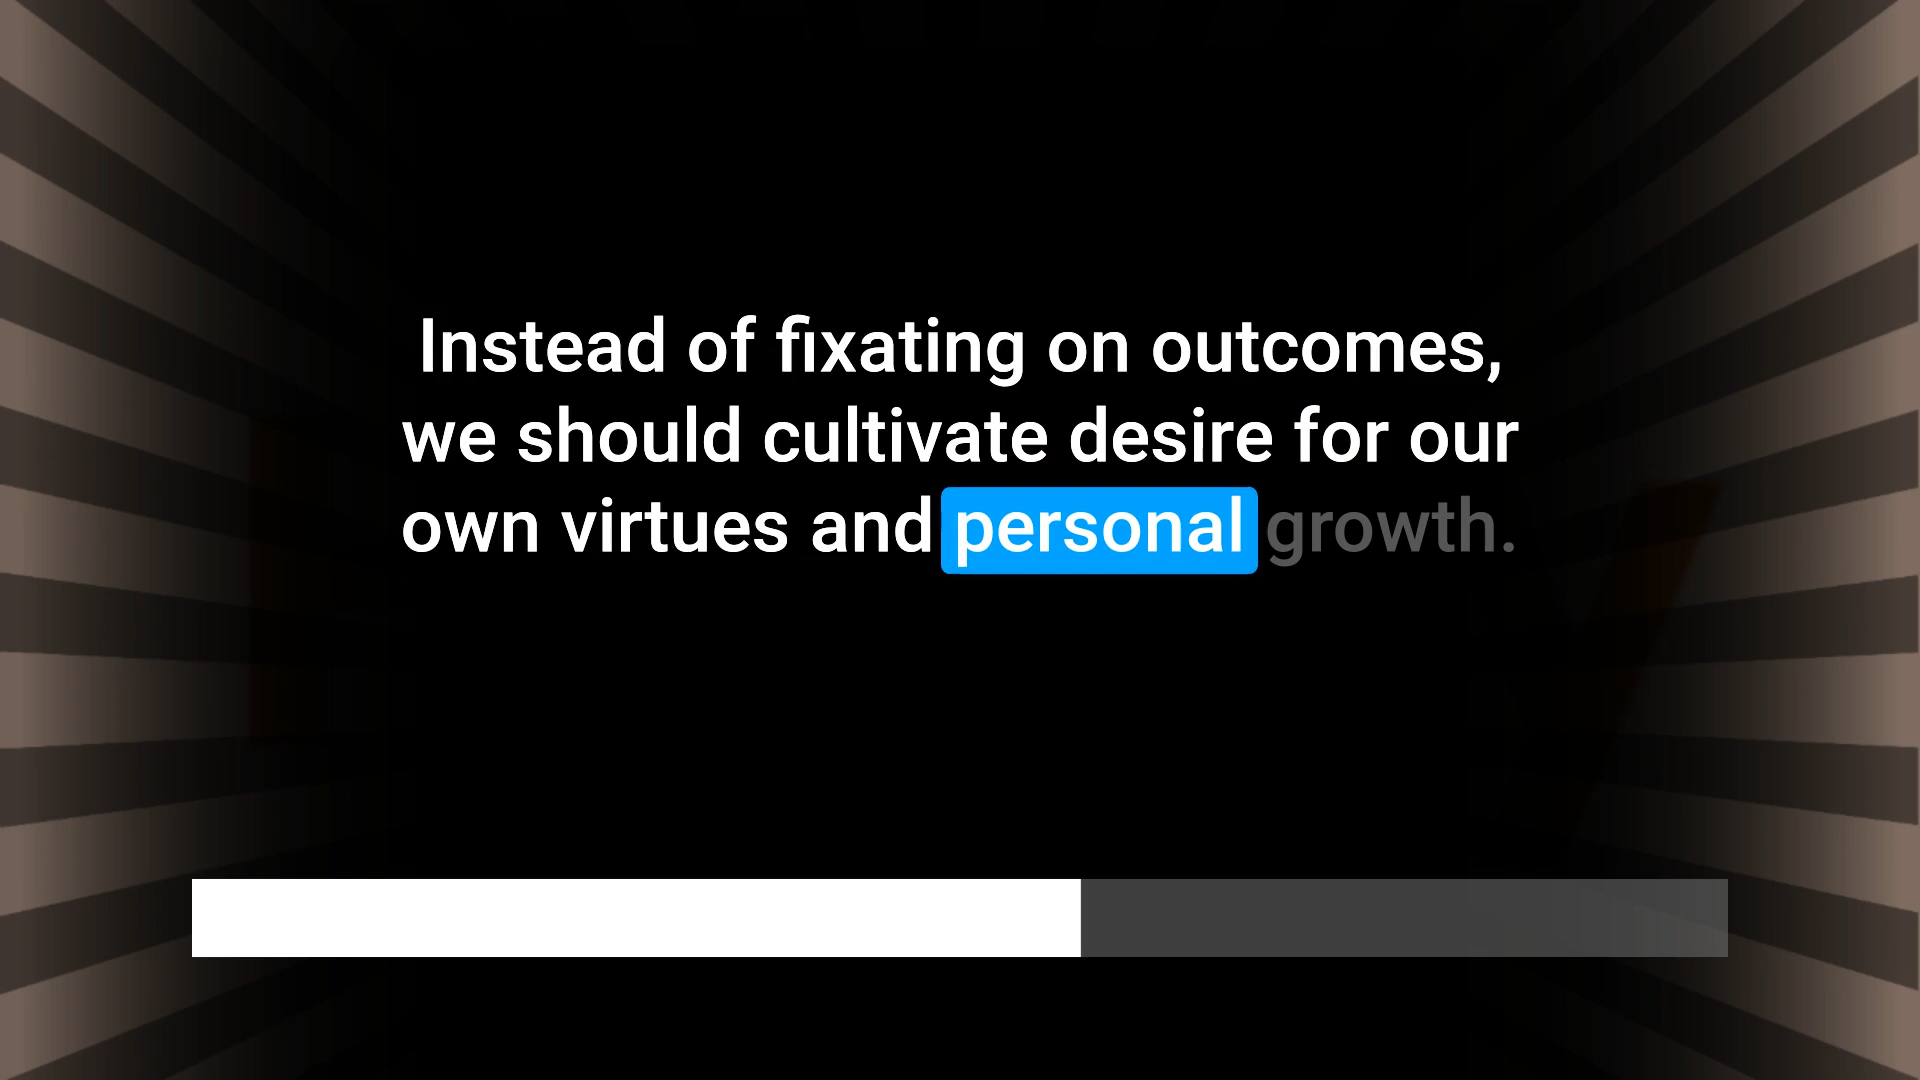 Instead of fixating on outcomes,
we should cultivate desire for our
own virtues and personal growth.